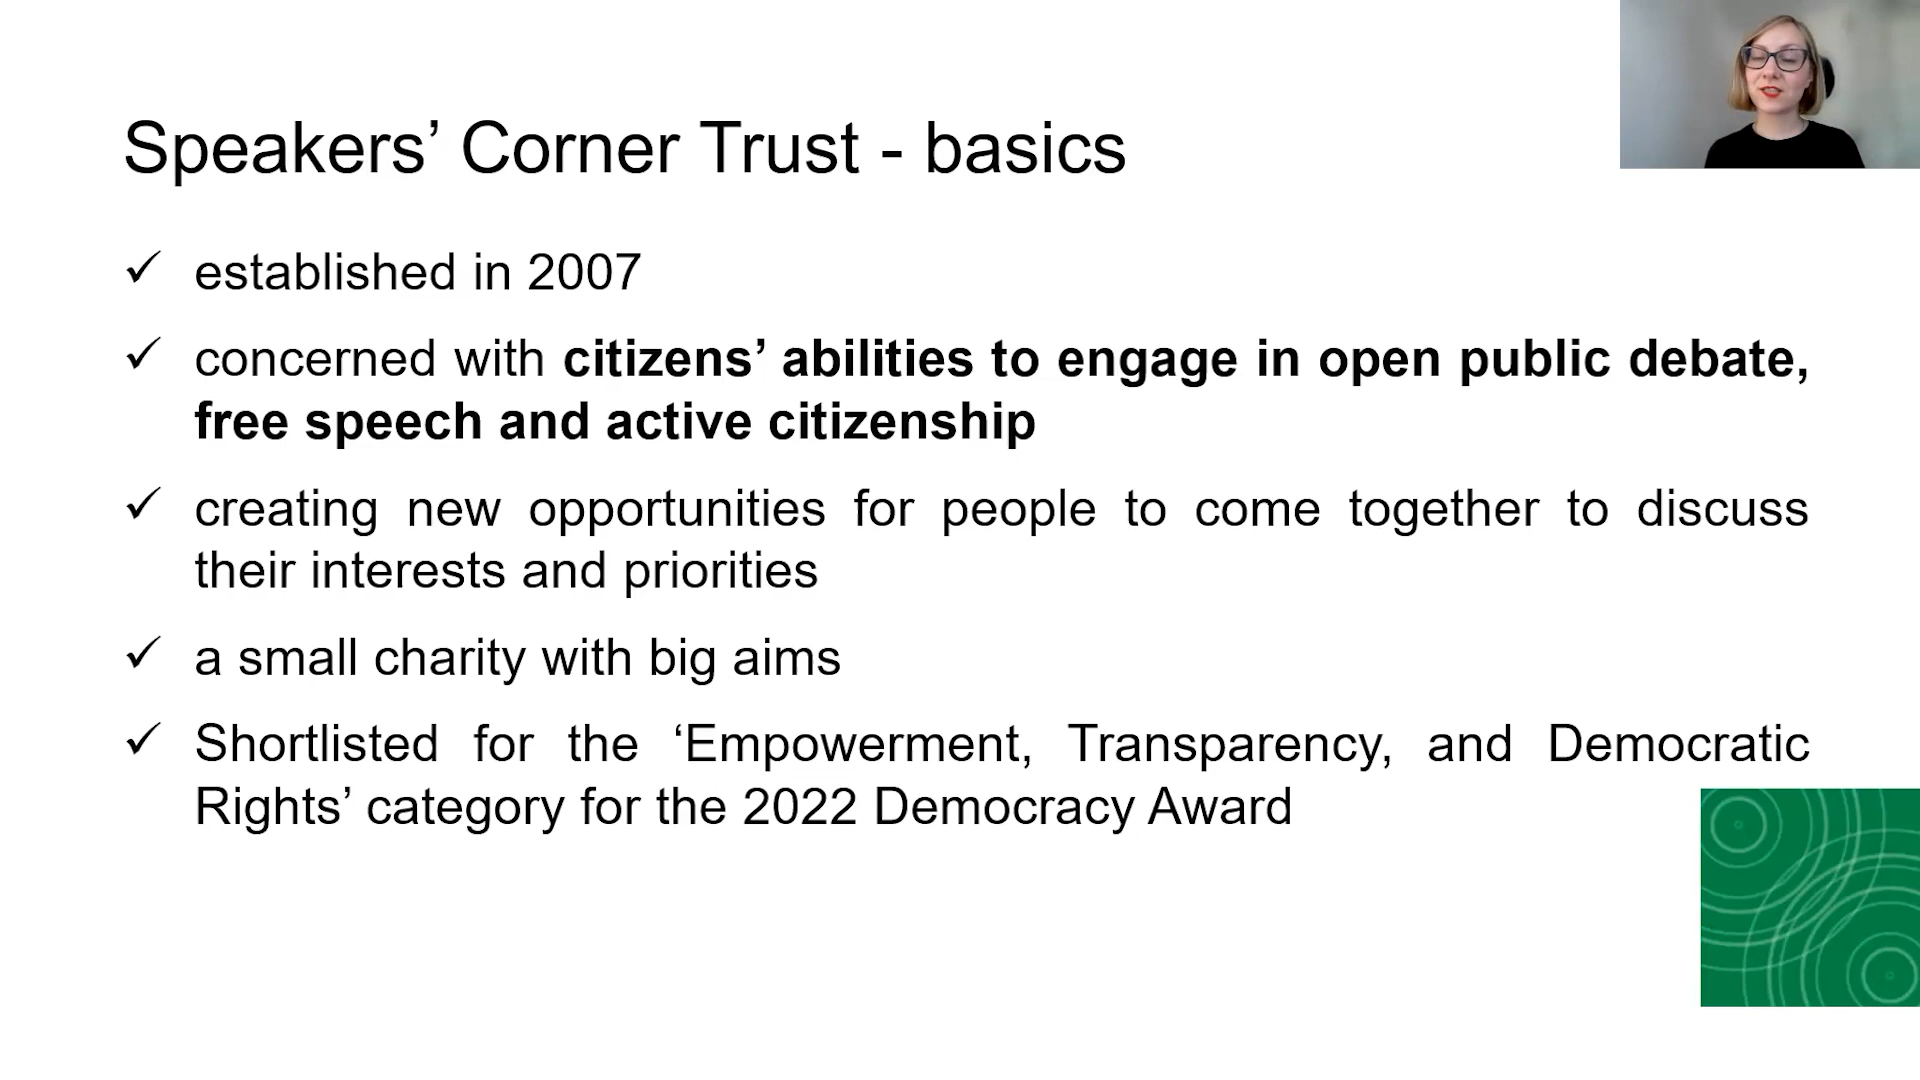 Speakers’ Corner Trust - basics
✓ established in 2007
✓ concerned with citizens’ abilities to engage in open public debate,
free speech and active citizenship
✓ creating new opportunities for people to come together to discuss
their interests and priorities
✓ a small charity with big aims
✓ Shortlisted for the ‘Empowerment, Transparency, and Democratic
Rights’ category for the 2022 Democracy Award